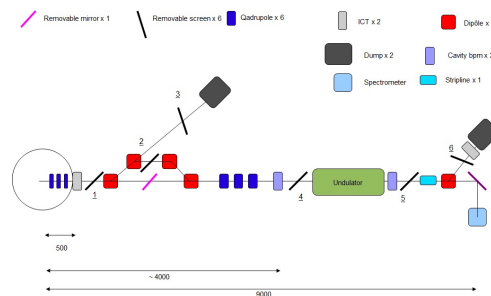 Removable mirror x 1
Removable screen x 6
Qadrupole x 6
ICT x 2
Dipôle x
Dump x 2
Cavity bpm x
Spectrometer
Stripline x 1
3
2
6
1
4
Undulator
5
500
~ 4000
9000